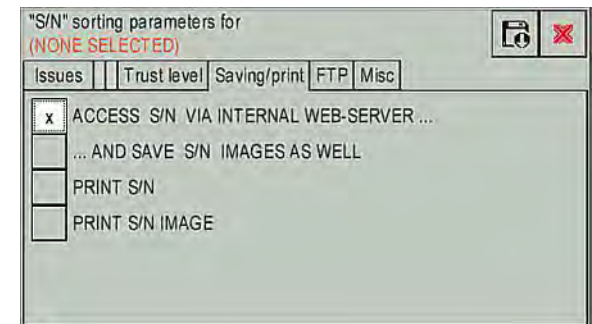 "S/N" sorting parameters for
(NONE SELECTED)
Issues Trust level Saving/print FTP Misc
x ACCESS S/N VIA INTERNAL WEB-SERVER ...
... AND SAVE S/N IMAGES AS WELL
PRINT S/N
PRINT S/N IMAGE